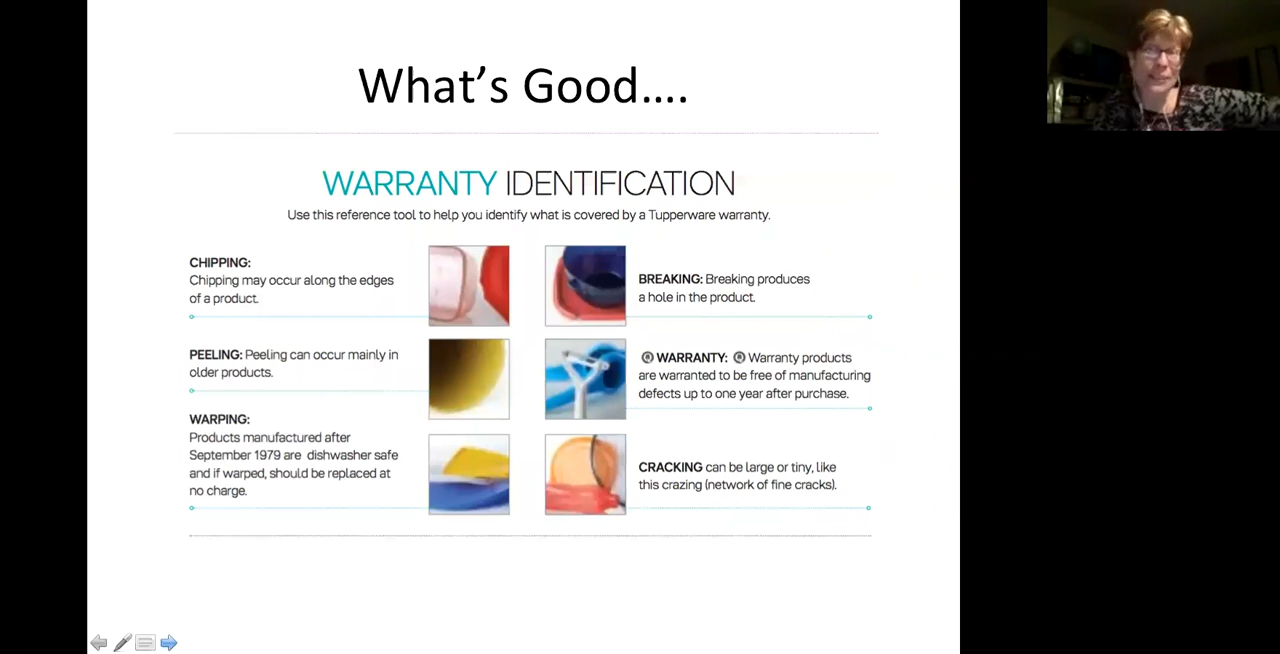 What's Good....
WARRANTY IDENTIFICATION
Use this reference tool to help you identify what is covered by a Tupperware warranty.
CHIPPING:
Chipping may occur along the edges
of a product.
PEELING: Peeling can occur mainly in
older products.
WARPING:
Products manufactured after
September 1979 are dishwasher safe
and if warped, should be replaced at
no charge.
BREAKING: Breaking produces
a hole in the product.
Q WARRANTY: Q Warranty products
are warranted to be free of manufacturing
defects up to one year after purchase.
CRACKING can be large or tiny, like
this crazing (network of fine cracks).